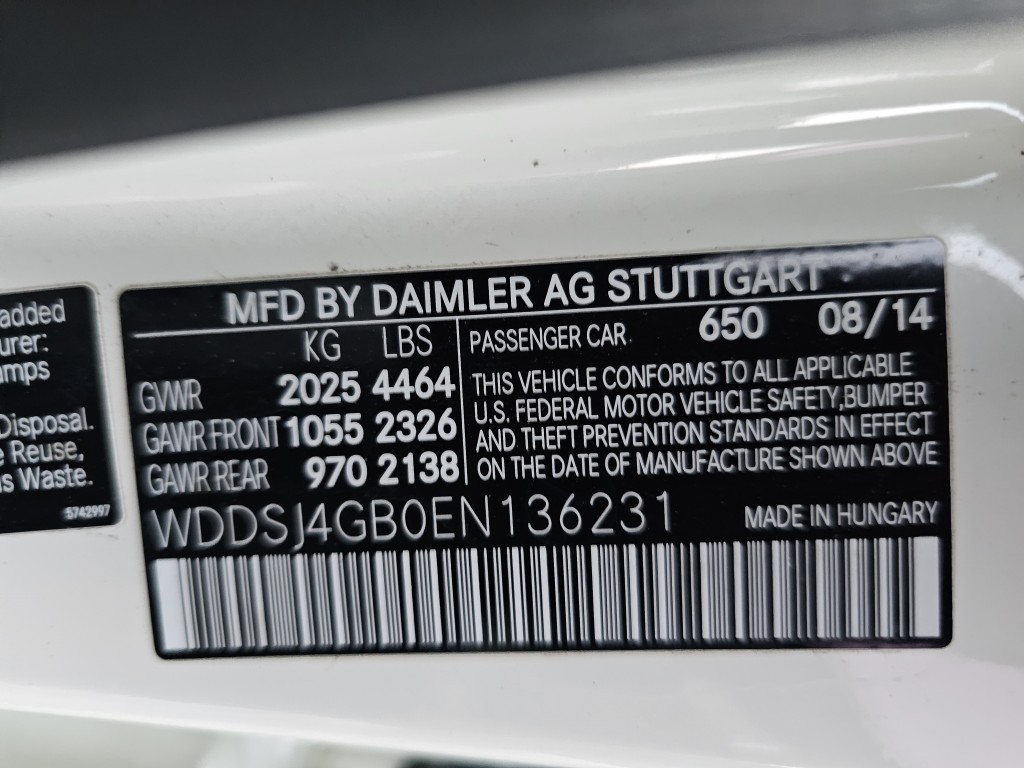 added
urer:
amps
Disposal.
e Reuse,
s Waste.
5742997
MFD BY DAIMLER AG STUTTGART
KG LBS
GVWR 2025 4464
GAWR FRONT 1055 2326
GAWR REAR 970 2138
PASSENGER CAR 650 08/14
THIS VEHICLE CONFORMS TO ALL APPLICABLE
U.S. FEDERAL MOTOR VEHICLE SAFETY,BUMPER
AND THEFT PREVENTION STANDARDS IN EFFECT
ON THE DATE OF MANUFACTURE SHOWN ABOVE
WDDSJ4GB0EN136231 MADE IN HUNGARY